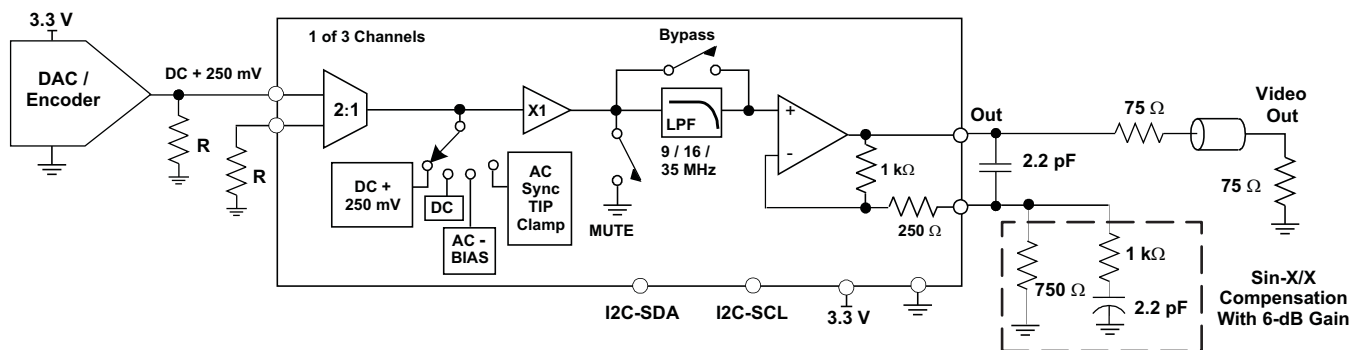 3.3 V
1 of 3 Channels
Bypass
DAC /
Encoder
DC + 250 mV
2:1
X1
LPF
+
-
Out
75 Ω
Video
Out
R
R
9 / 16 /
35 MHz
1 kΩ
2.2 pF
75 Ω
DC +
250 mV
DC
AC -
BIAS
AC
Sync
TIP
Clamp
MUTE
250 Ω
750 Ω
1 kΩ
2.2 pF
Sin-X/X
Compensation
With 6-dB Gain
I2C-SDA
I2C-SCL
3.3 V